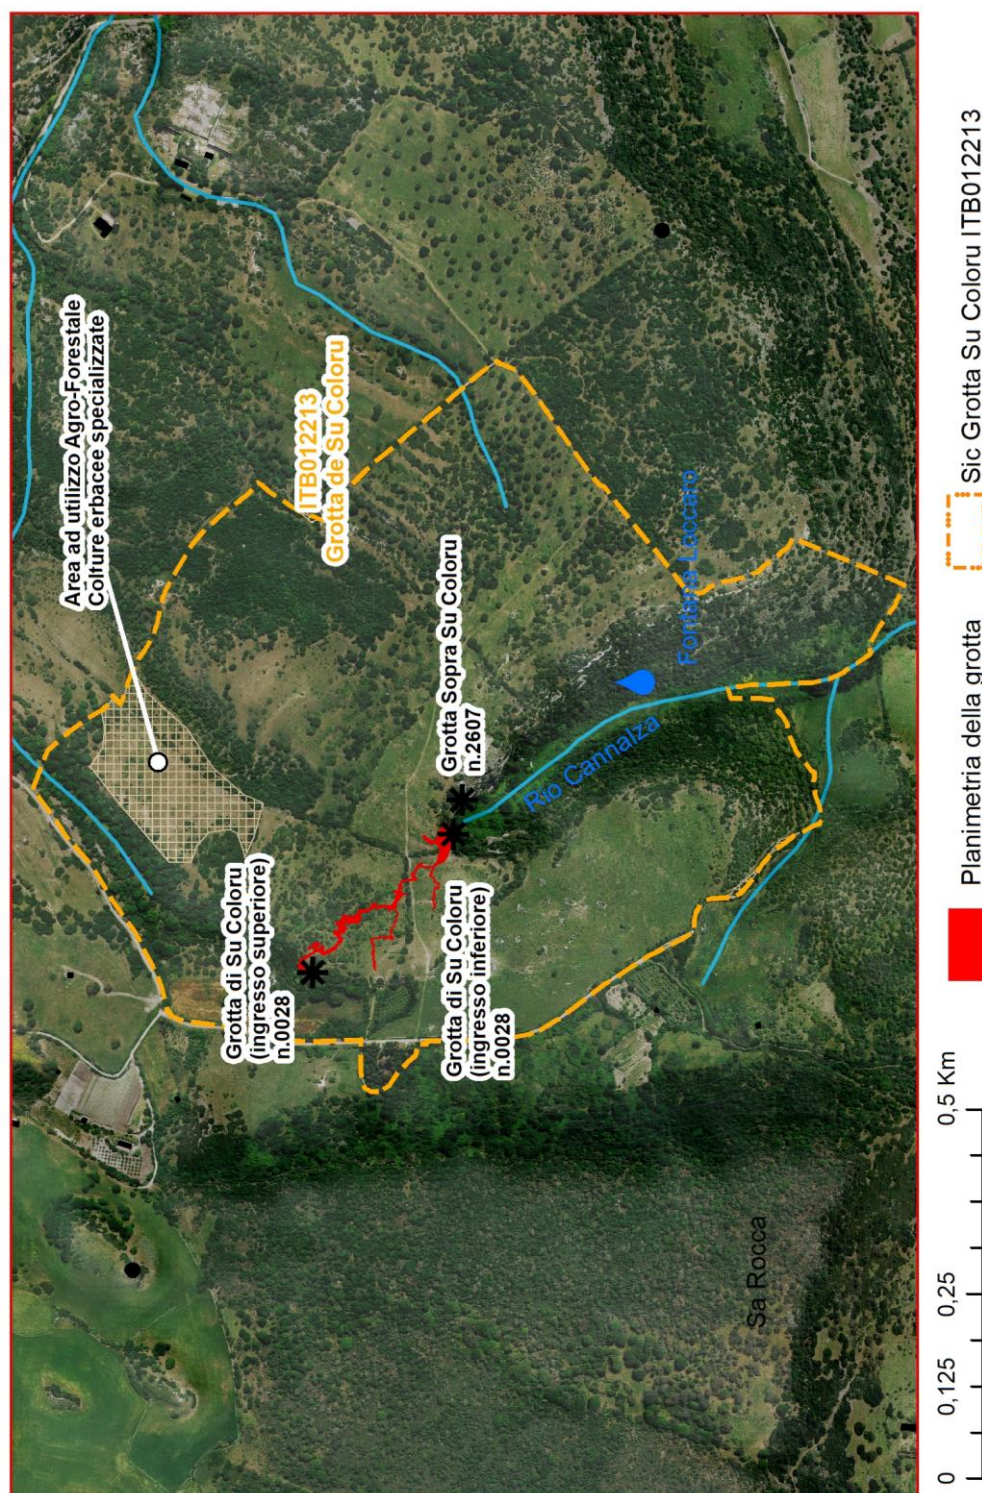 Area ad utilizzo Agro-Forestale
Colture erbacee specializzate
ITB012213
Grotta de Su Coloru
Grotta di Su Coloru
(ingresso superiore)
n.0028
Grotta Sopra Su Coloru
n.2607
Grotta di Su Coloru
(ingresso inferiore)
n.0028
Rio Cannalza
Fontana Laccaro
Sa Rocca
0
0,125
0,25
0,5 Km
Planimetria della grotta
Sic Grotta Su Coloru ITB012213